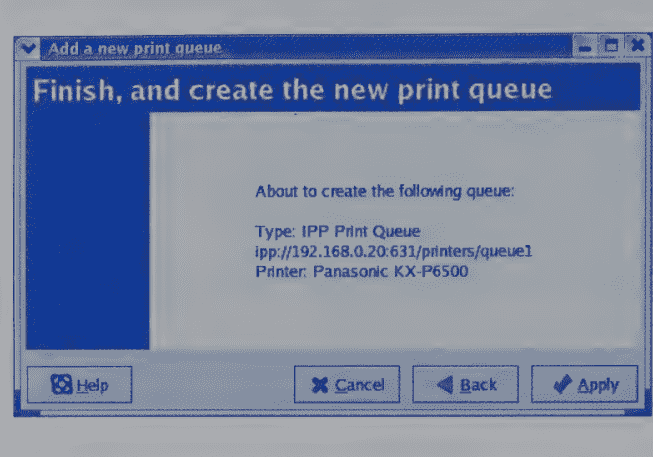 Add a new print queue
Finish, and create the new print queue
About to create the following queue:
Type: IPP Print Queue
ipp://192.168.0.20:631/printers/queue1
Printer: Panasonic KX-P6500
Help
Cancel
Back
Apply